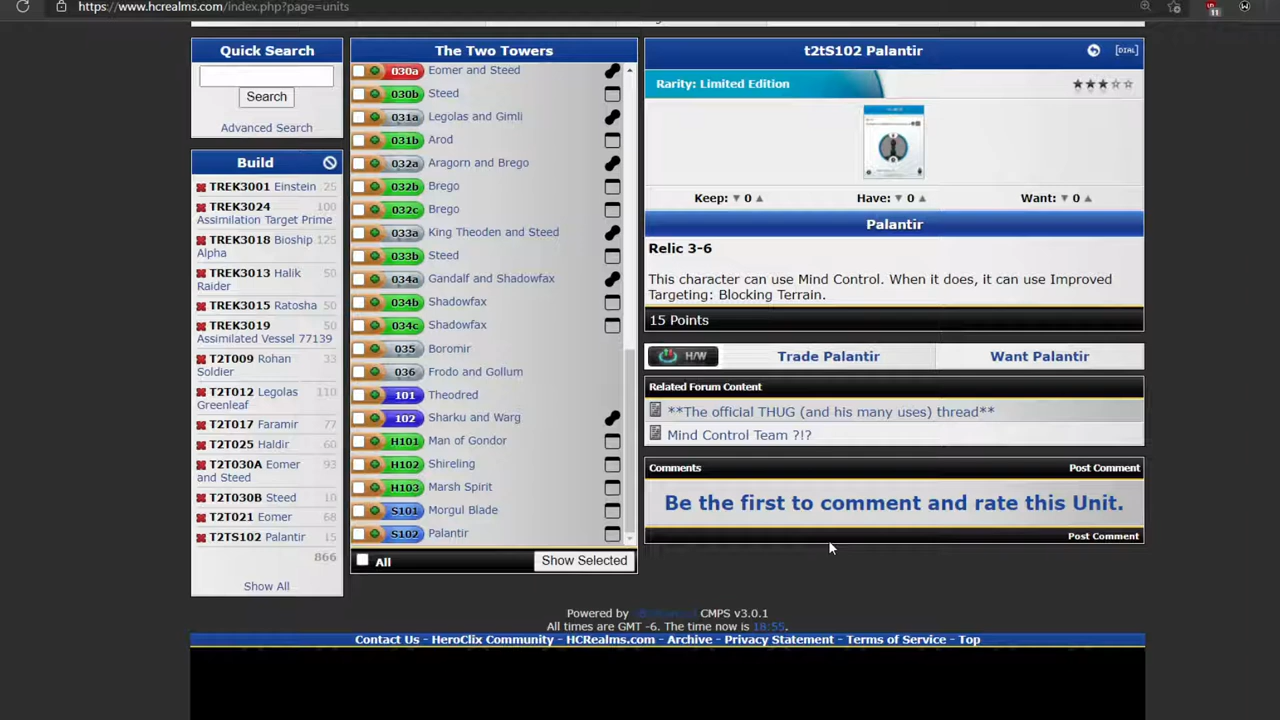 https://www.hcrealms.com/index.php?page=units
11
Quick Search
Search
Advanced Search
Build
TREK3001 Einstein 25
TREK3024 100
Assimilation Target Prime
TREK3018 Bioship 125
Alpha
TREK3013 Halik 50
Raider
TREK3015 Ratosha 50
TREK3019 50
Assimilated Vessel 77139
T2T009 Rohan 33
Soldier
T2T012 Legolas 110
Greenleaf
T2T017 Faramir 77
T2T025 Haldir 60
T2T030A Eomer 93
and Steed
T2T030B Steed 10
T2T021 Eomer 68
T2TS102 Palantir 15
866
Show All
The Two Towers
030a Eomer and Steed
030b Steed
031a Legolas and Gimli
031b Arod
032a Aragorn and Brego
032b Brego
032c Brego
033a King Theoden and Steed
033b Steed
034a Gandalf and Shadowfax
034b Shadowfax
034c Shadowfax
035 Boromir
036 Frodo and Gollum
101 Theodred
102 Sharku and Warg
H101 Man of Gondor
H102 Shireling
H103 Marsh Spirit
S101 Morgul Blade
S102 Palantir
All
Show Selected
t2tS102 Palantir
[DIAL]
Rarity: Limited Edition
Keep: 0 Have: 0 Want: 0
Palantir
Relic 3-6
This character can use Mind Control. When it does, it can use Improved
Targeting: Blocking Terrain.
15 Points
H/W Trade Palantir Want Palantir
Related Forum Content
**The official THUG (and his many uses) thread**
Mind Control Team ?!?
Comments Post Comment
Be the first to comment and rate this Unit.
Post Comment
Powered by CMPS v3.0.1
All times are GMT -6. The time now is 18:55.
Contact Us - HeroClix Community - HCRealms.com - Archive - Privacy Statement - Terms of Service - Top